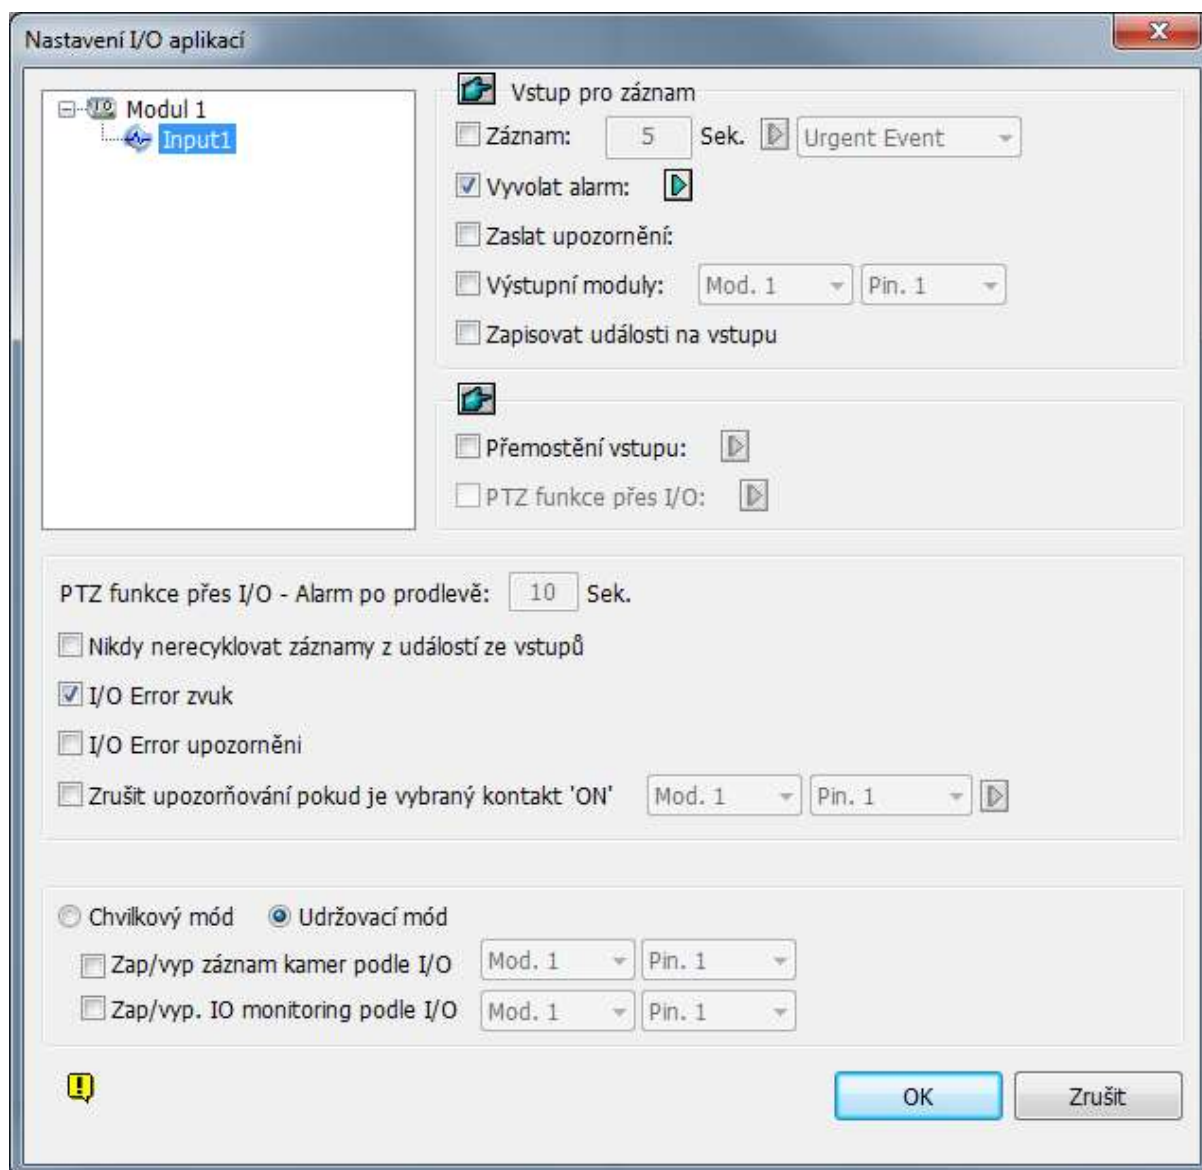 Nastavení I/O aplikací
Modul 1
Input1
Vstup pro záznam
Záznam: 5 Sek. Urgent Event
Vyvolat alarm:
Zaslat upozornění:
Výstupní moduly: Mod. 1 Pin. 1
Zapisovat události na vstupu
Přemostění vstupu:
PTZ funkce přes I/O:
PTZ funkce přes I/O - Alarm po prodlevě: 10 Sek.
Nikdy nerecyklovat záznamy z událostí ze vstupů
I/O Error zvuk
I/O Error upozorněni
Zrušit upozorňování pokud je vybraný kontakt 'ON' Mod. 1 Pin. 1
Chvilkový mód Udržovací mód
Zap/vyp záznam kamer podle I/O Mod. 1 Pin. 1
Zap/vyp. IO monitoring podle I/O Mod. 1 Pin. 1
OK Zrušit